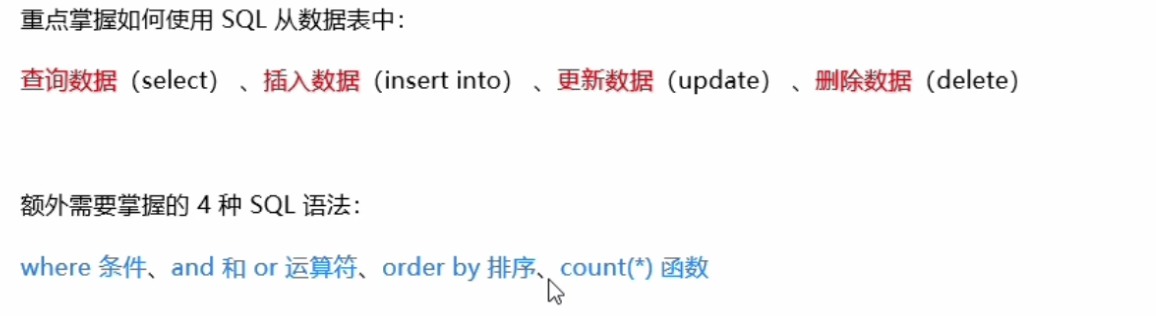 重点掌握如何使用 SQL 从数据表中：
查询数据（select） 、插入数据（insert into） 、更新数据（update） 、删除数据（delete）
额外需要掌握的 4 种 SQL 语法：
where 条件、and 和 or 运算符、order by 排序、count(*) 函数